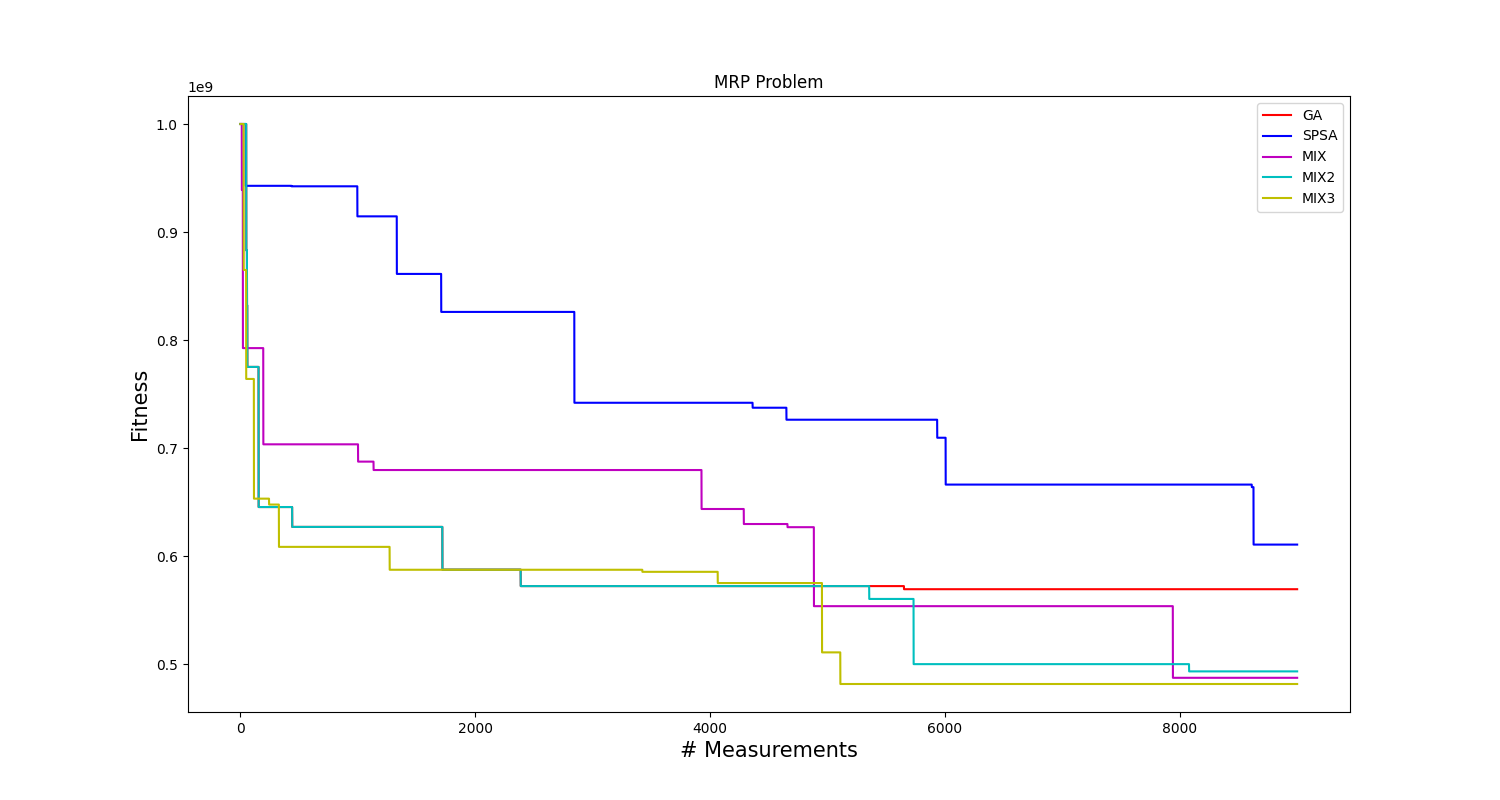 MRP Problem
1e9
1.0
0.9
0.8
0.7
0.6
0.5
Fitness
0
2000
4000
6000
8000
# Measurements
GA
SPSA
MIX
MIX2
MIX3